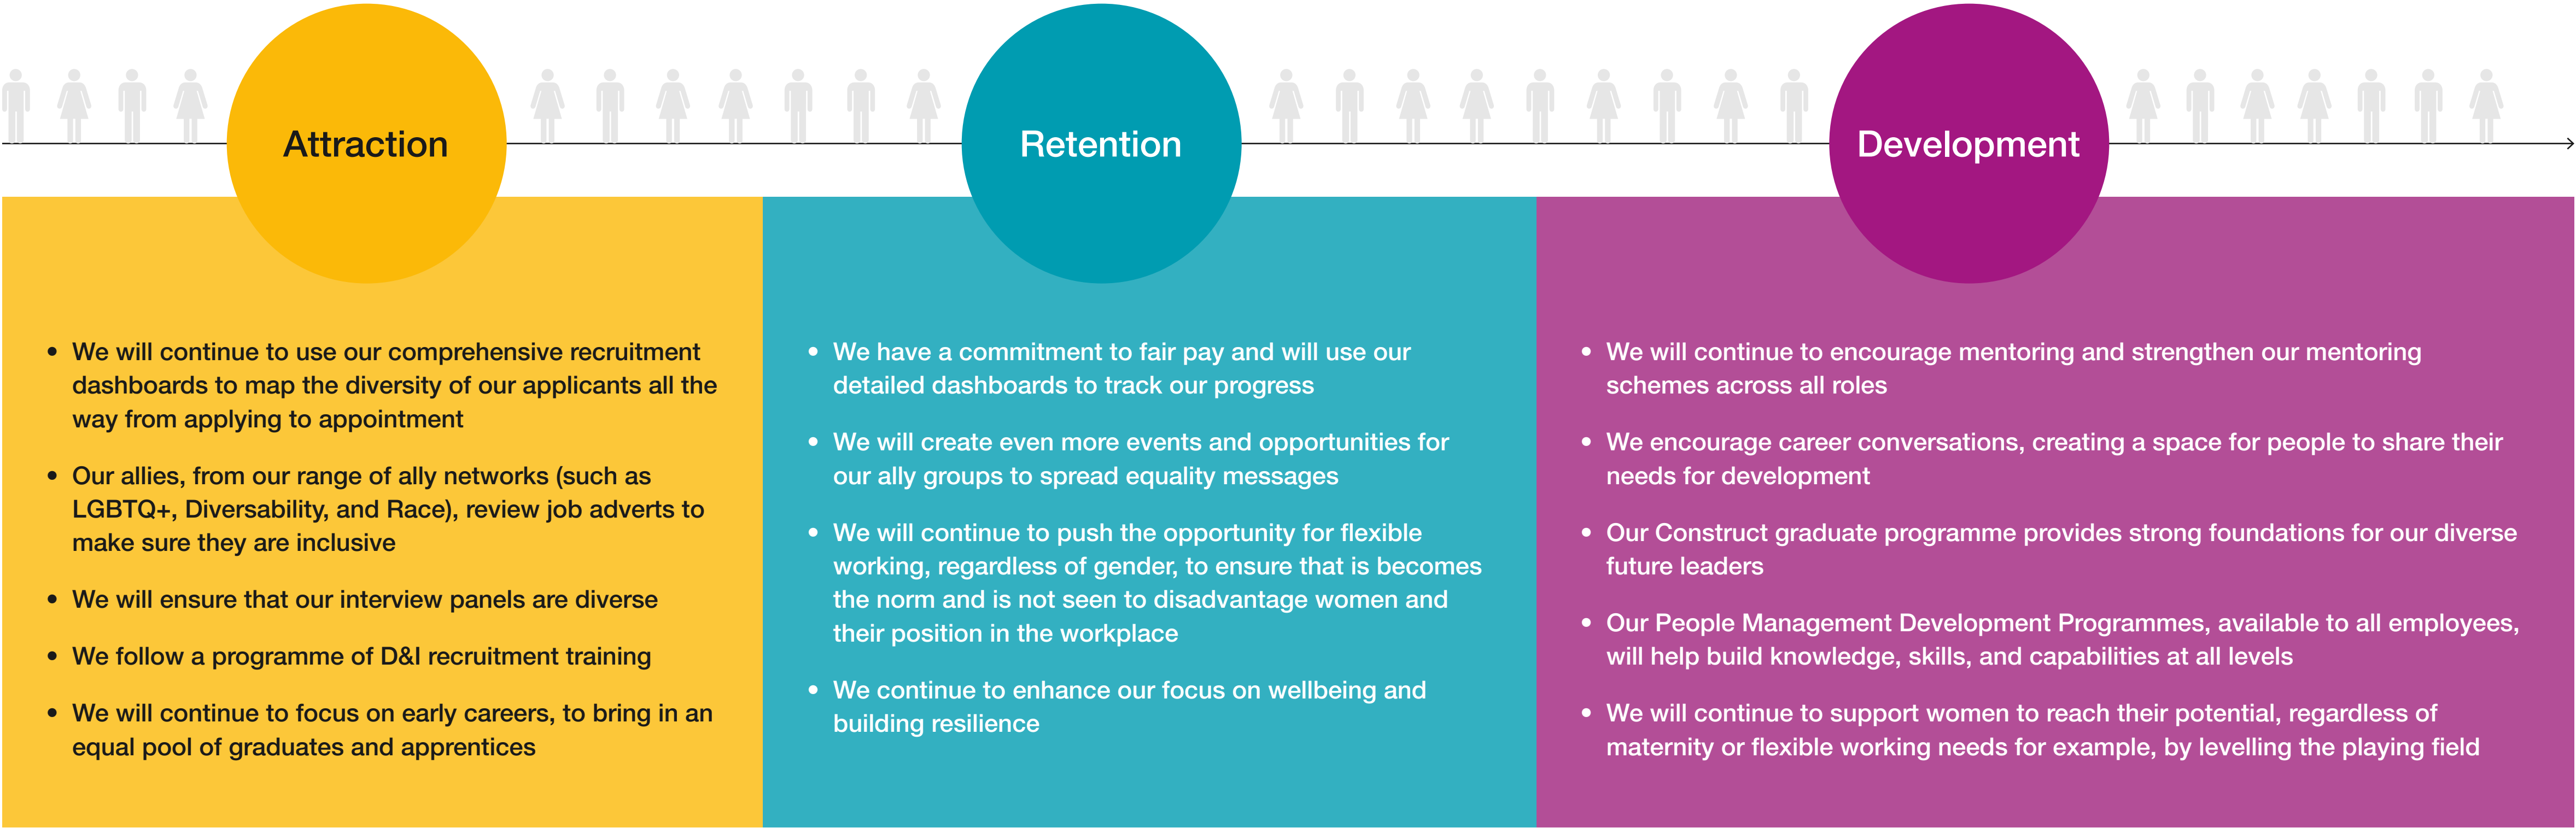 Attraction
• We will continue to use our comprehensive recruitment
dashboards to map the diversity of our applicants all the
way from applying to appointment
• Our allies, from our range of ally networks (such as
LGBTQ+, Diversability, and Race), review job adverts to
make sure they are inclusive
• We will ensure that our interview panels are diverse
• We follow a programme of D&I recruitment training
• We will continue to focus on early careers, to bring in an
equal pool of graduates and apprentices
Retention
• We have a commitment to fair pay and will use our
detailed dashboards to track our progress
• We will create even more events and opportunities for
our ally groups to spread equality messages
• We will continue to push the opportunity for flexible
working, regardless of gender, to ensure that is becomes
the norm and is not seen to disadvantage women and
their position in the workplace
• We continue to enhance our focus on wellbeing and
building resilience
Development
• We will continue to encourage mentoring and strengthen our mentoring
schemes across all roles
• We encourage career conversations, creating a space for people to share their
needs for development
• Our Construct graduate programme provides strong foundations for our diverse
future leaders
• Our People Management Development Programmes, available to all employees,
will help build knowledge, skills, and capabilities at all levels
• We will continue to support women to reach their potential, regardless of
maternity or flexible working needs for example, by levelling the playing field